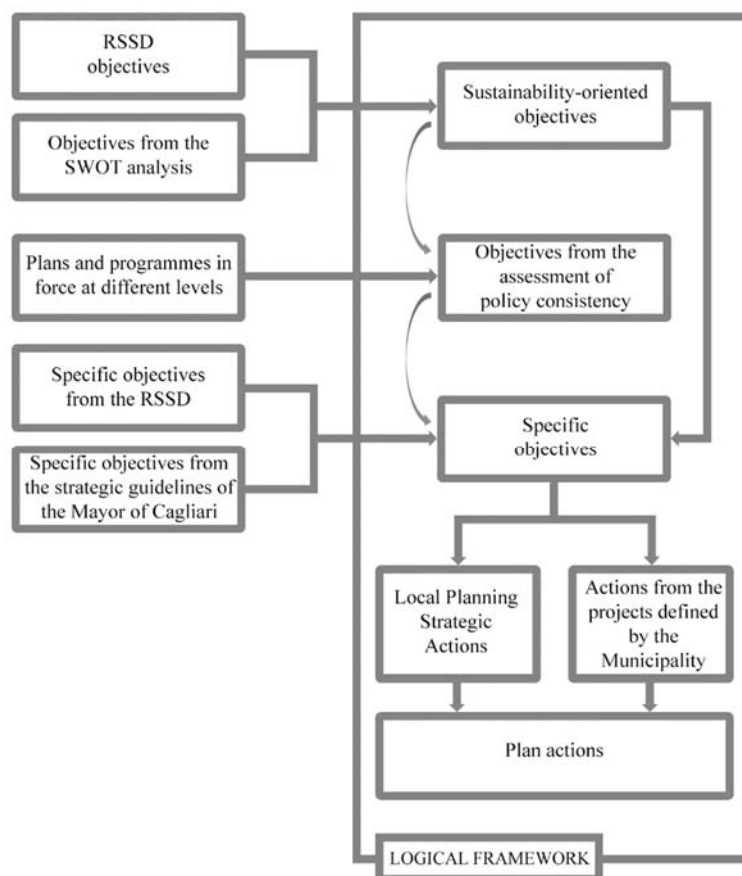 RSSD
objectives
Objectives from the
SWOT analysis
Plans and programmes in
force at different levels
Specific objectives
from the RSSD
Specific objectives from
the strategic guidelines of
the Mayor of Cagliari
Sustainability-oriented
objectives
Objectives from the
assessment of
policy consistency
Specific
objectives
Local Planning
Strategic
Actions
Actions from the
projects defined
by the
Municipality
Plan actions
LOGICAL FRAMEWORK